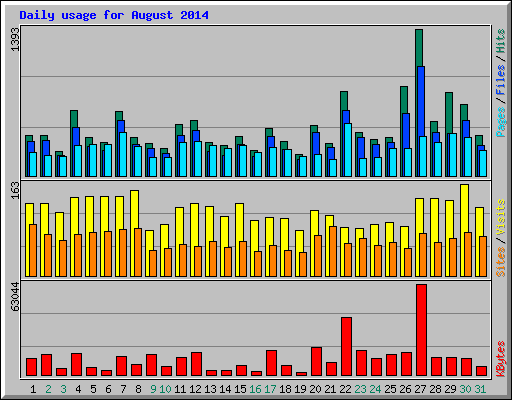 Daily usage for August 2014
1393
Pages / Files / Hits
163
Sites / Visits
63044
KBytes
1 2 3 4 5 6 7 8 9 10 11 12 13 14 15 16 17 18 19 20 21 22 23 24 25 26 27 28 29 30 31